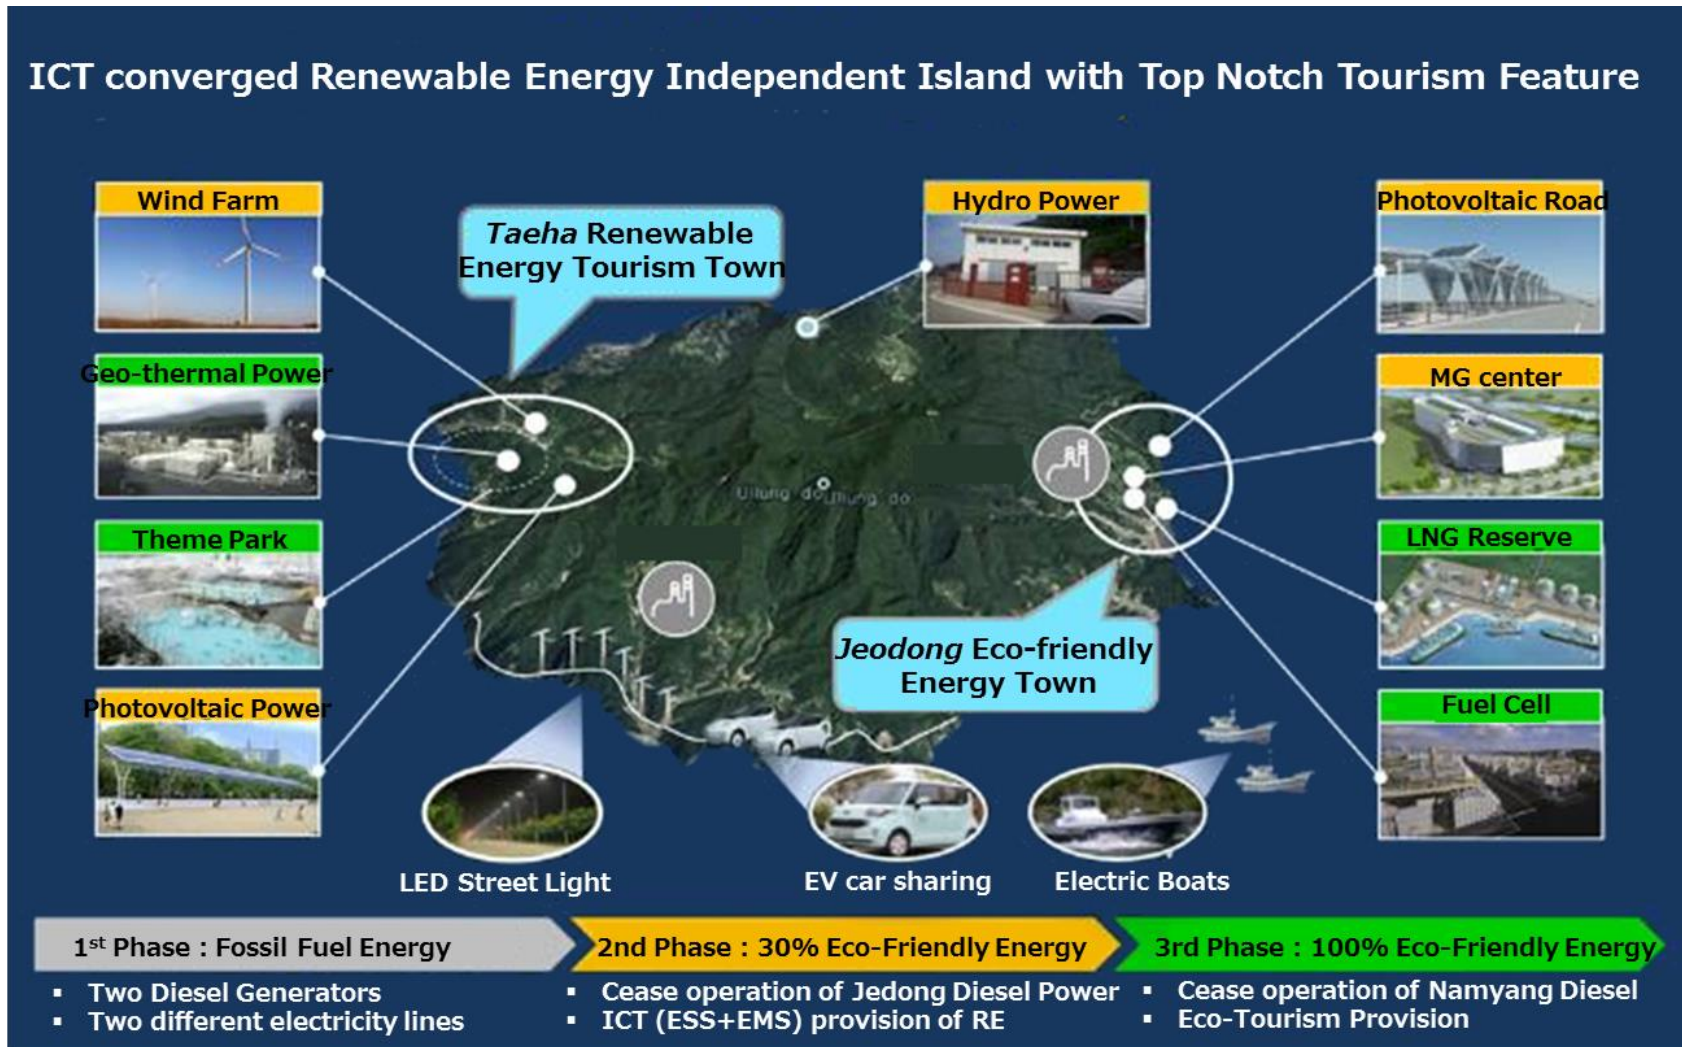 ICT converged Renewable Energy Independent Island with Top Notch Tourism Feature
Wind Farm
Hydro Power
Photovoltaic Road
Taeha Renewable
Energy Tourism Town
Geo-thermal Power
MG center
Ullung do
Ullung do
Theme Park
LNG Reserve
Jeodong Eco-friendly
Energy Town
Photovoltaic Power
Fuel Cell
LED Street Light
EV car sharing
Electric Boats
1st Phase : Fossil Fuel Energy
2nd Phase : 30% Eco-Friendly Energy
3rd Phase : 100% Eco-Friendly Energy
▪ Two Diesel Generators
▪ Two different electricity lines
▪ Cease operation of Jedong Diesel Power
▪ ICT (ESS+EMS) provision of RE
▪ Cease operation of Namyang Diesel
▪ Eco-Tourism Provision